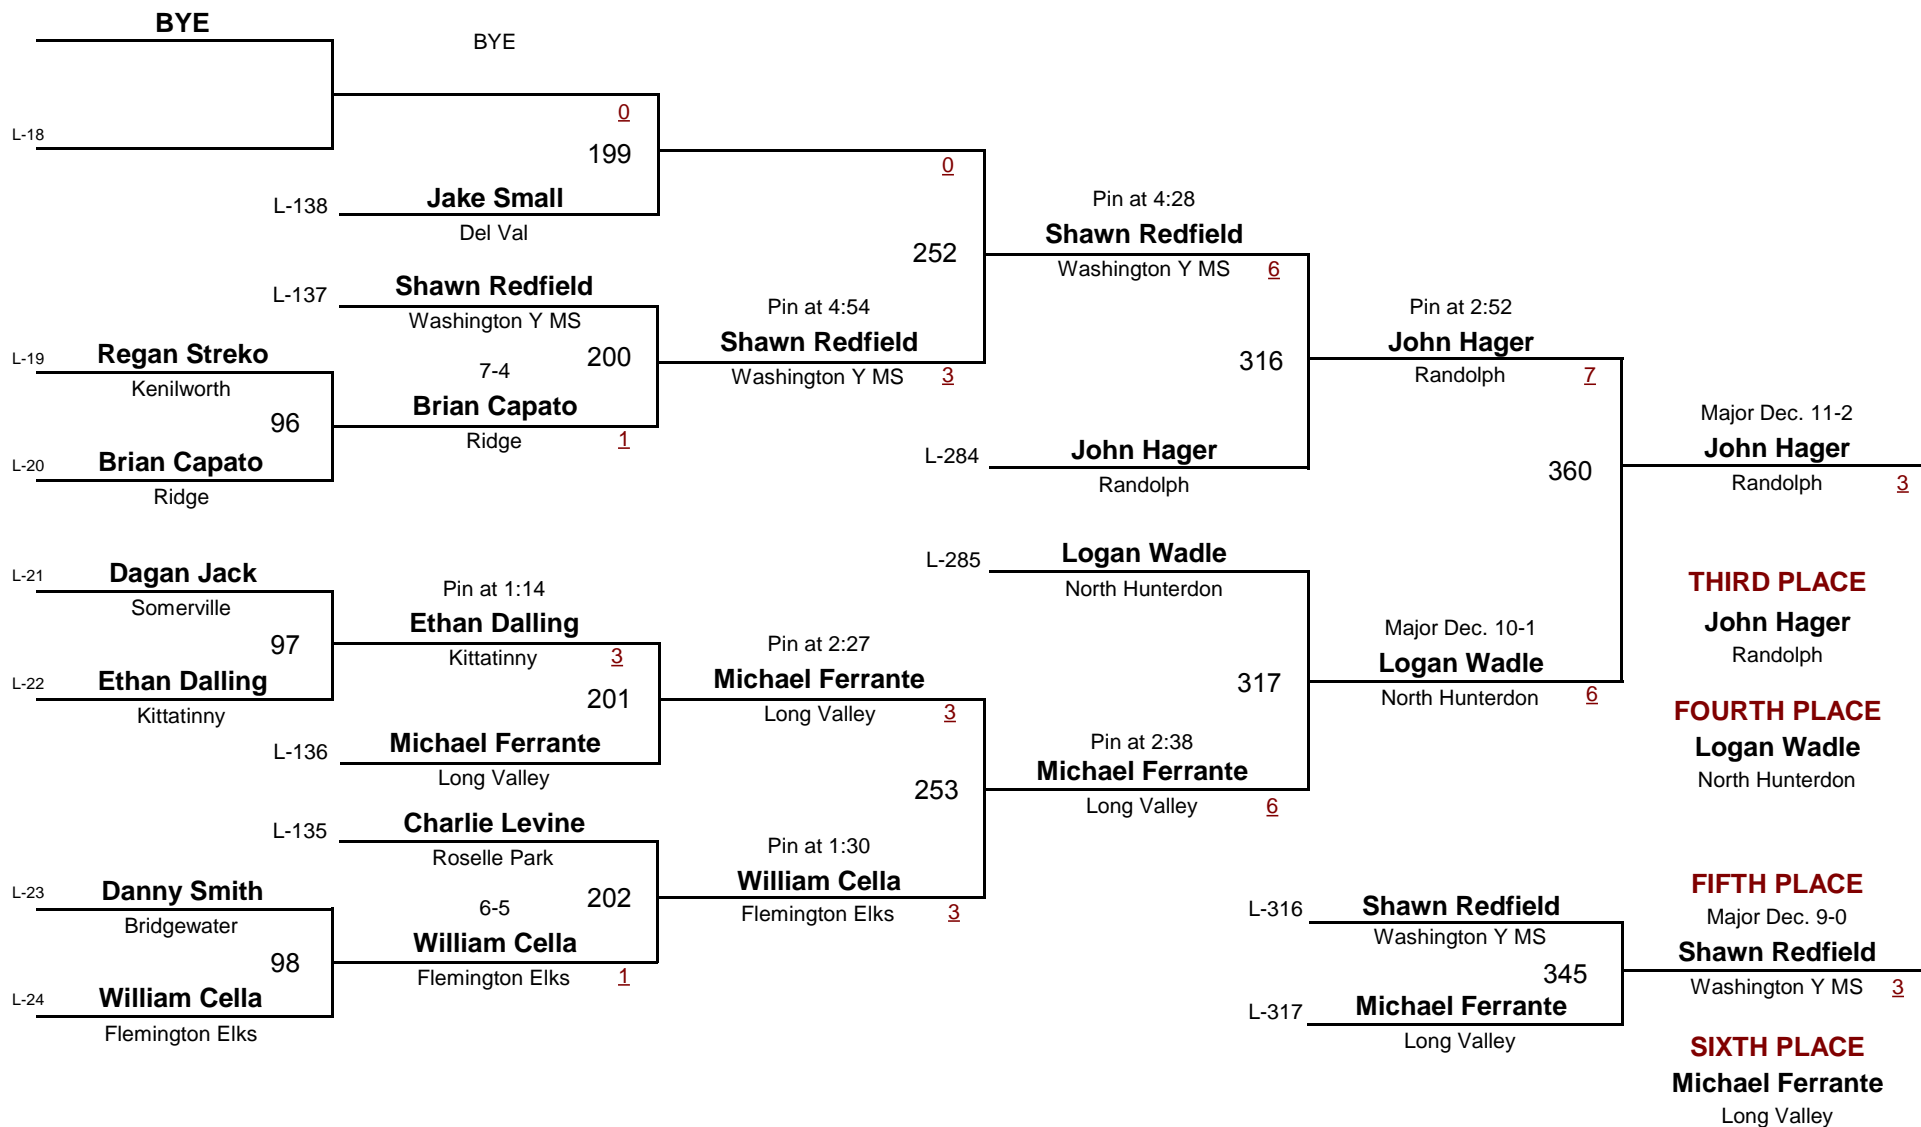 BYE
L-18
BYE
0
199
L-138
Jake Small
Del Val
L-137
Shawn Redfield
Washington Y MS
L-19
Regan Streko
Kenilworth
96
L-20
Brian Capato
Ridge
7-4
Brian Capato
Ridge
1
200
0
252
Pin at 4:54
Shawn Redfield
Washington Y MS
3
Pin at 4:28
Shawn Redfield
Washington Y MS
6
316
L-284
John Hager
Randolph
Pin at 2:52
John Hager
Randolph
7
360
Major Dec. 11-2
John Hager
Randolph
3
L-21
Dagan Jack
Somerville
97
L-22
Ethan Dalling
Kittatinny
Pin at 1:14
Ethan Dalling
Kittatinny
3
201
L-136
Michael Ferrante
Long Valley
L-135
Charlie Levine
Roselle Park
L-23
Danny Smith
Bridgewater
98
L-24
William Cella
Flemington Elks
6-5
William Cella
Flemington Elks
1
202
Pin at 2:27
Michael Ferrante
Long Valley
3
253
Pin at 1:30
William Cella
Flemington Elks
3
L-285
Logan Wadle
North Hunterdon
317
Pin at 2:38
Michael Ferrante
Long Valley
6
Major Dec. 10-1
Logan Wadle
North Hunterdon
6
THIRD PLACE
John Hager
Randolph
FOURTH PLACE
Logan Wadle
North Hunterdon
L-316
Shawn Redfield
Washington Y MS
345
L-317
Michael Ferrante
Long Valley
FIFTH PLACE
Major Dec. 9-0
Shawn Redfield
Washington Y MS
3
SIXTH PLACE
Michael Ferrante
Long Valley